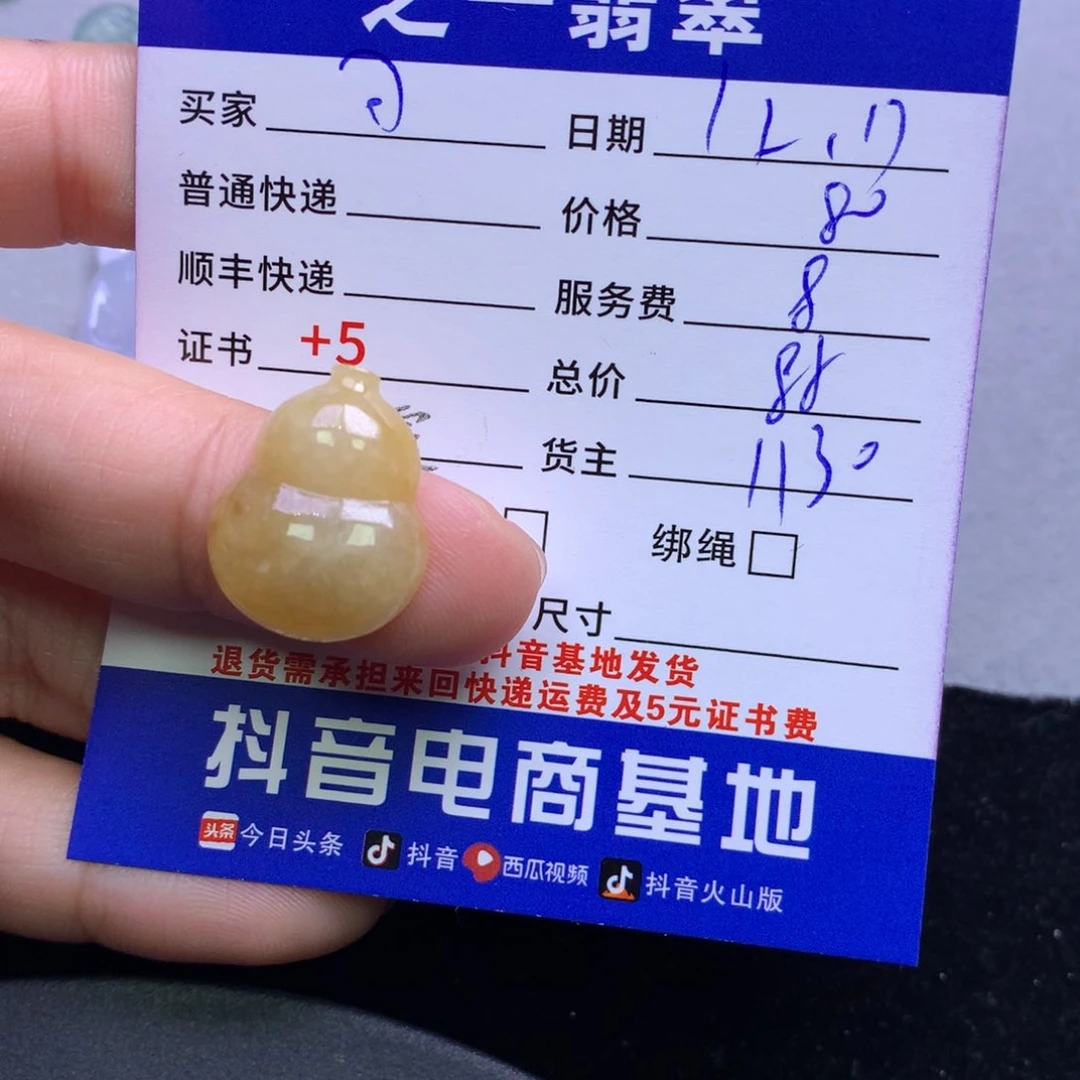 之一翡翠
买家 日期 12.17
普通快递 价格 80
顺丰快递 服务费 8
证书 +5 总价 88
货主 1130
绑绳
尺寸
抖音基地发货
退货需承担来回快递运费及5元证书费
抖音电商基地
头条 今日头条 抖音 西瓜视频 抖音火山版